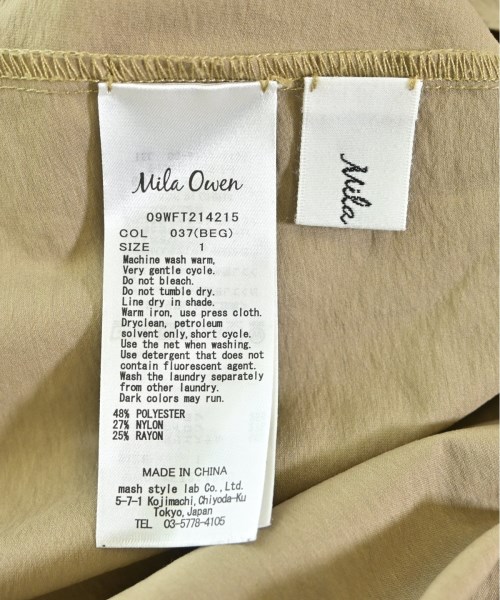 Mila Owen
09WFT214215
COL 037(BEG)
SIZE 1
Machine wash warm,
Very gentle cycle.
Do not bleach.
Do not tumble dry.
Line dry in shade.
Warm iron, use press cloth.
Dryclean, petroleum
solvent only,short cycle.
Use the net when washing.
Use detergent that does not
contain fluorescent agent.
Wash the laundry separately
from other laundry.
Dark colors may run.
48% POLYESTER
27% NYLON
25% RAYON
MADE IN CHINA
mash style lab Co.,Ltd.
5-7-1 Kojimachi,Chiyoda-Ku
Tokyo,Japan
TEL 03-5778-4105
Mila